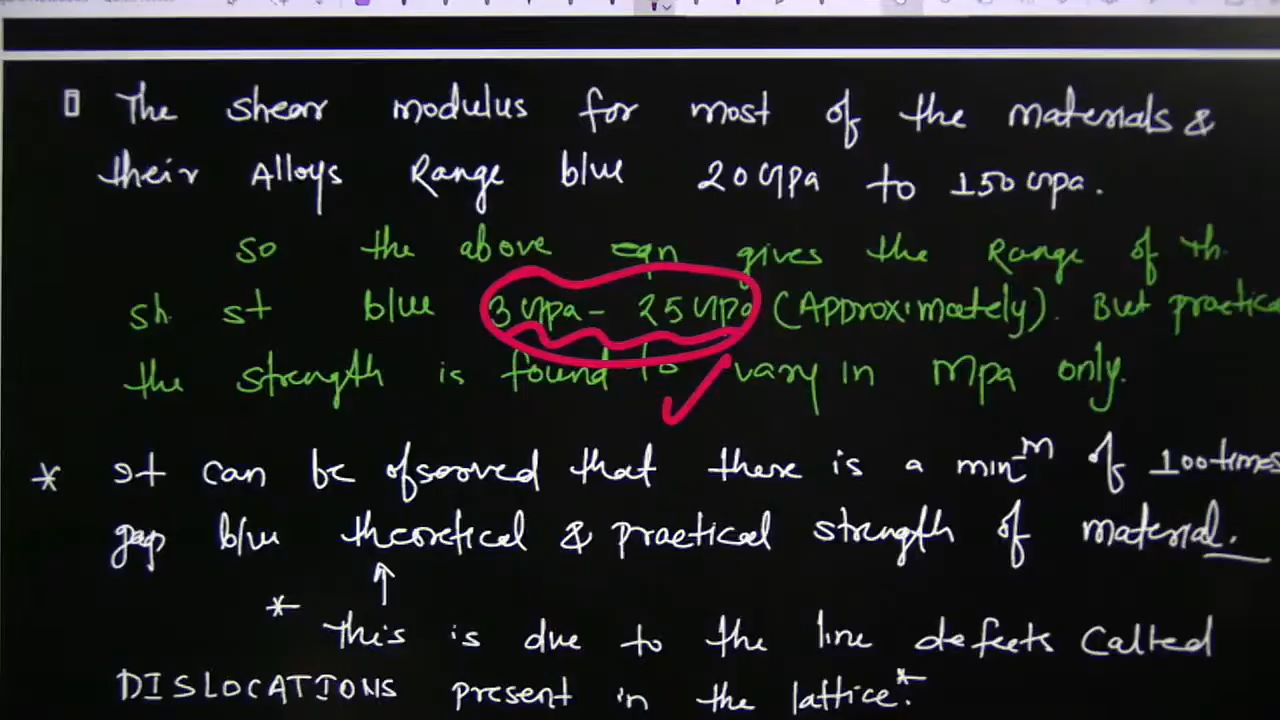 The shear modulus for most of the materials &
their Alloys Range b/w 20 Gpa to 150 Gpa.
so the above eqn gives the Range of th.
sh. st b/w 3 Gpa - 25 Gpa (Approximately). But practica
the strength is found to vary in Mpa only.
* It can be observed that there is a min^m of 100 times
gap b/w theoretical & practical strength of material.
* This is due to the line defects called
DISLOCATIONS present in the lattice.*